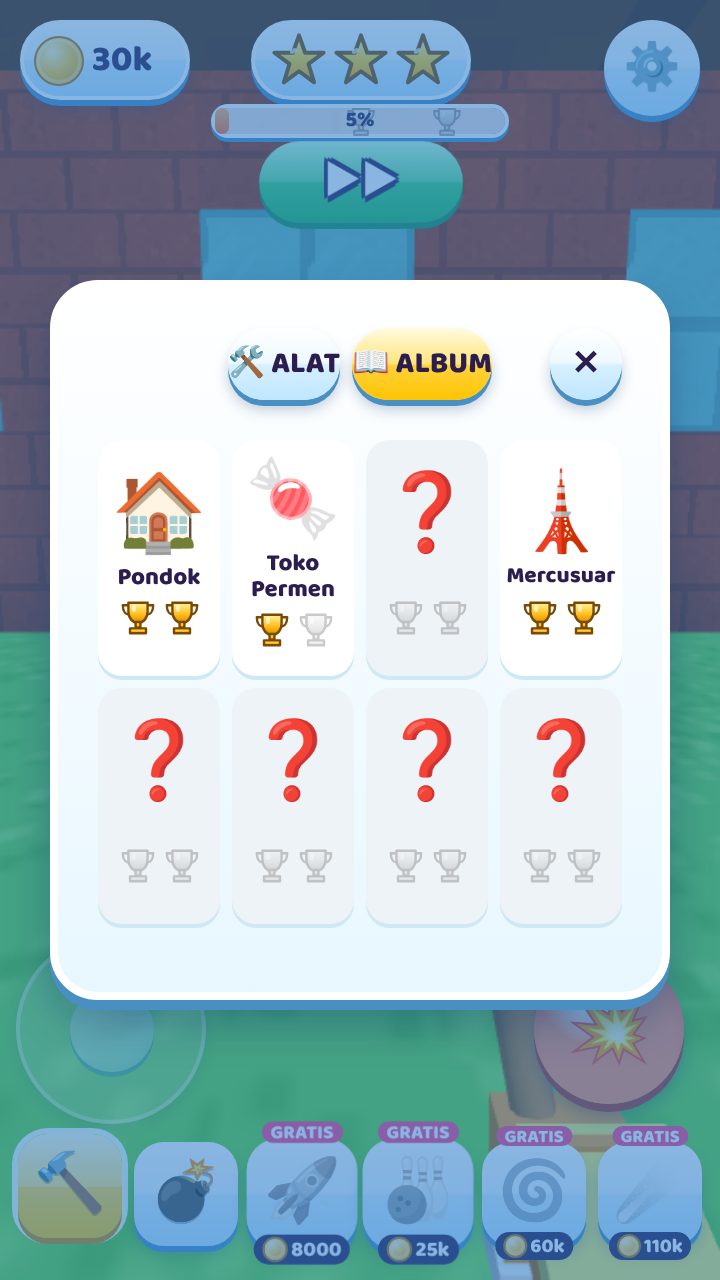 30k
5%
ALAT
ALBUM
Pondok
Toko
Permen
Mercusuar
GRATIS
GRATIS
GRATIS
GRATIS
8000
25k
60k
110k